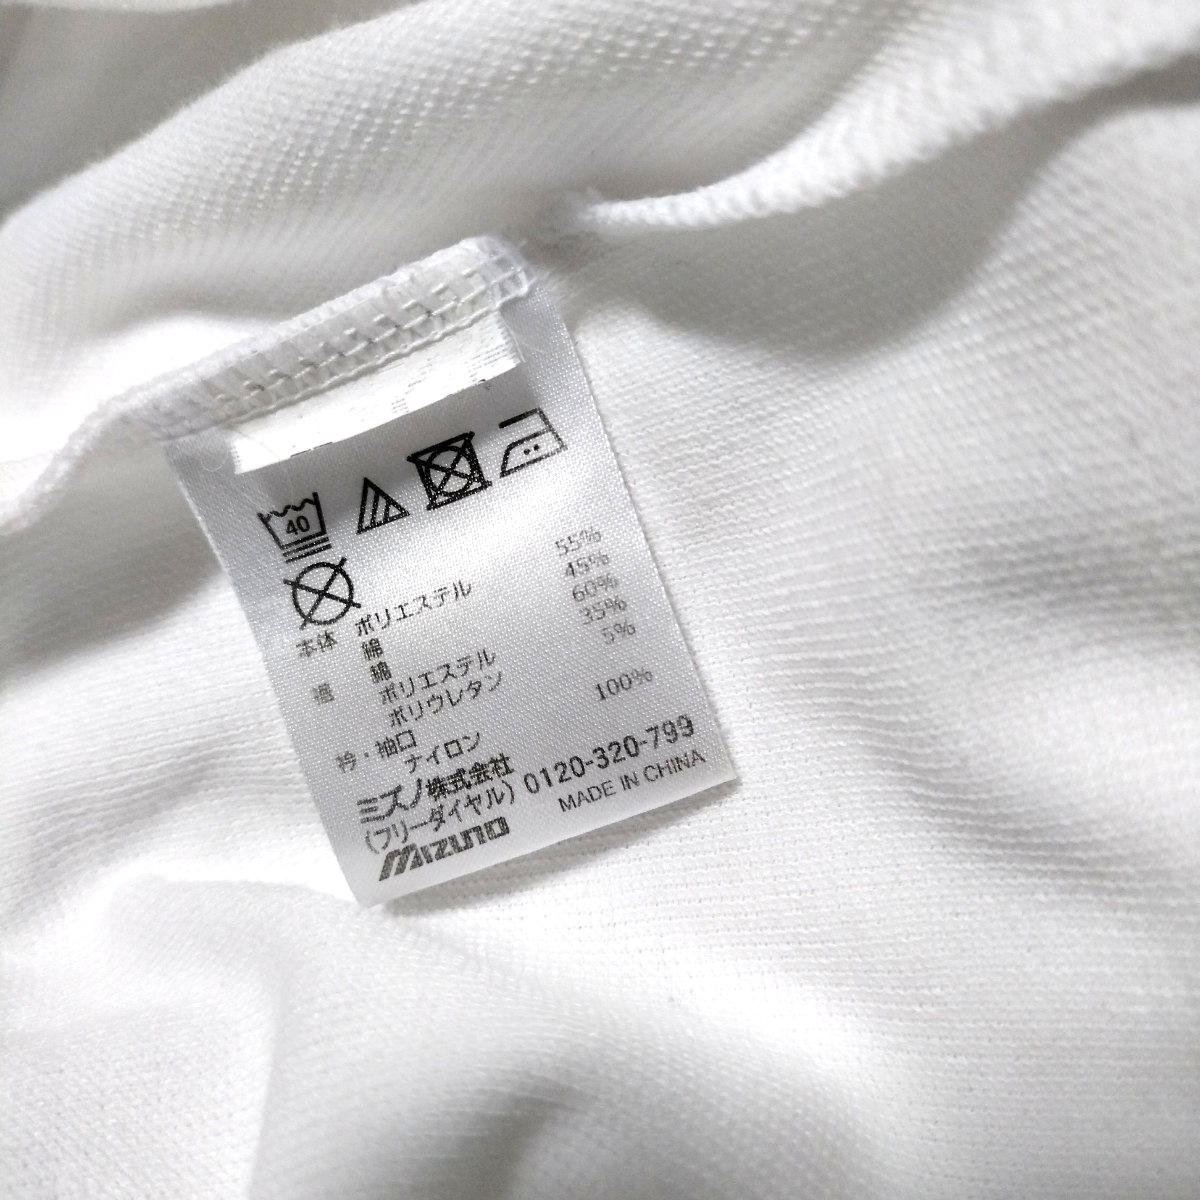 40
本体 ポリエステル 55%
綿 45%
裾 綿 60%
ポリエステル 35%
ポリウレタン 5%
衿・袖口
ナイロン 100%
ミズノ株式会社
(フリーダイヤル) 0120-320-799
MIZUNO MADE IN CHINA